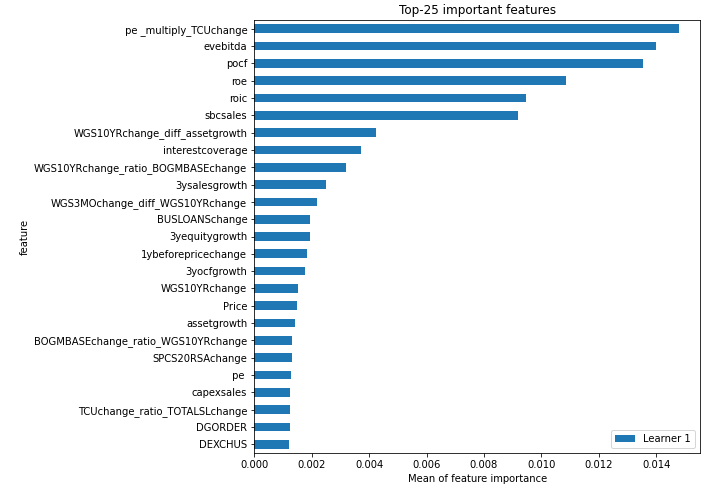 Top-25 important features
pe _multiply_TCUchange
evebitda
pocf
roe
roic
sbcsales
WGS10YRchange_diff_assetgrowth
interestcoverage
WGS10YRchange_ratio_BOGMBASEchange
3ysalesgrowth
WGS3MOchange_diff_WGS10YRchange
BUSLOANSchange
3yequitygrowth
1ybeforepricechange
3yocfgrowth
WGS10YRchange
Price
assetgrowth
BOGMBASEchange_ratio_WGS10YRchange
SPCS20RSAchange
pe
capexsales
TCUchange_ratio_TOTALSLchange
DGORDER
DEXCHUS
feature
Learner 1
0.000 0.002 0.004 0.006 0.008 0.010 0.012 0.014
Mean of feature importance